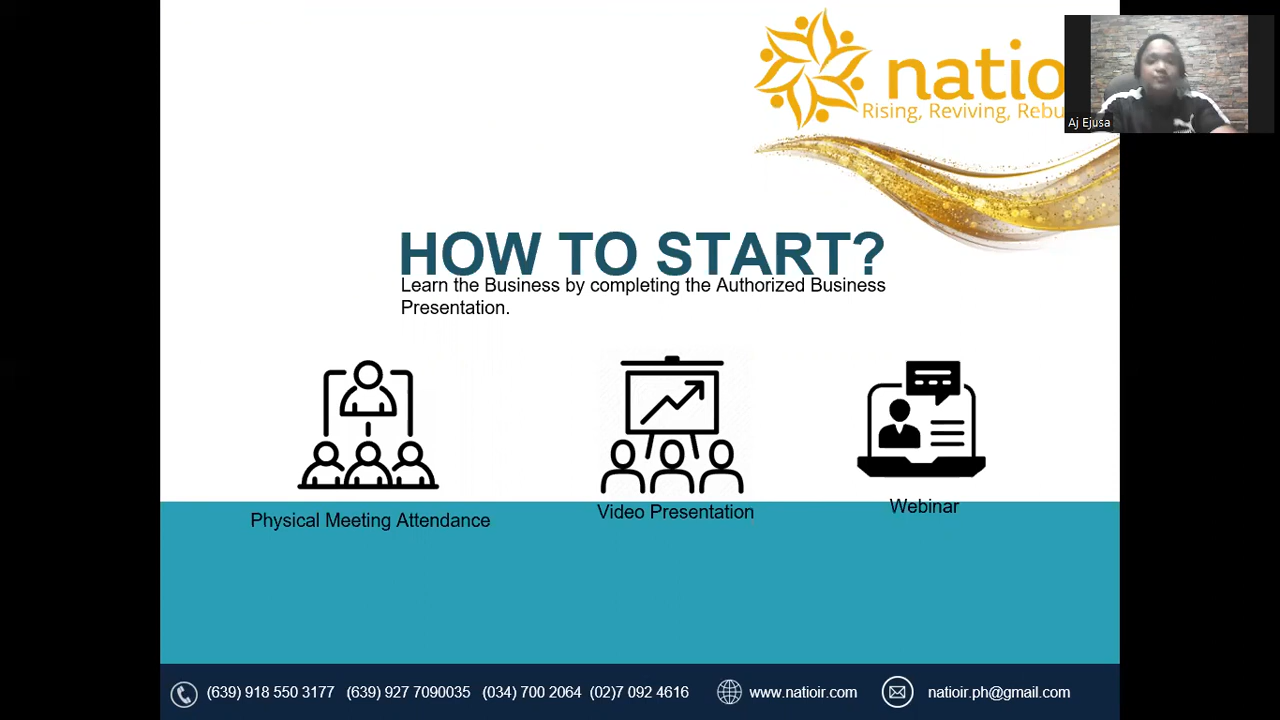 natio
Rising, Reviving, Rebu
Aj Ejusa
HOW TO START?
Learn the Business by completing the Authorized Business
Presentation.
Physical Meeting Attendance
Video Presentation
Webinar
(639) 918 550 3177 (639) 927 7090035 (034) 700 2064 (02)7 092 4616 www.natioir.com natioir.ph@gmail.com